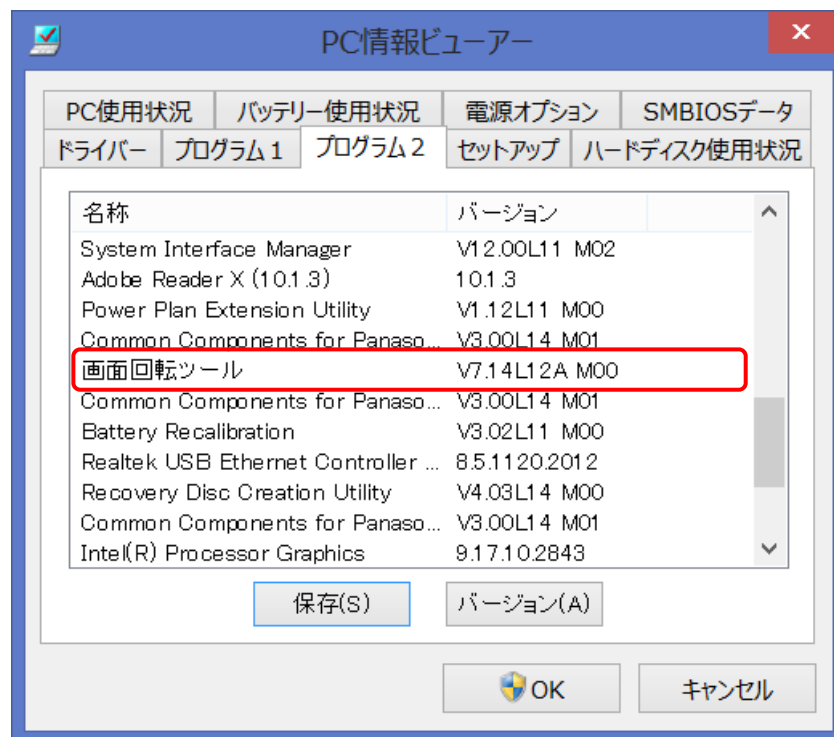 PC情報ビューアー
PC使用状況 バッテリー使用状況 電源オプション SMBIOSデータ
ドライバー プログラム1 プログラム2 セットアップ ハードディスク使用状況
名称 バージョン
System Interface Manager V12.00L11 M02
Adobe Reader X (10.1.3) 10.1.3
Power Plan Extension Utility V1.12L11 M00
Common Components for Panaso... V3.00L14 M01
画面回転ツール V7.14L12A M00
Common Components for Panaso... V3.00L14 M01
Battery Recalibration V3.02L11 M00
Realtek USB Ethernet Controller ... 8.5.1120.2012
Recovery Disc Creation Utility V4.03L14 M00
Common Components for Panaso... V3.00L14 M01
Intel(R) Processor Graphics 9.17.10.2843
保存(S) バージョン(A)
OK キャンセル